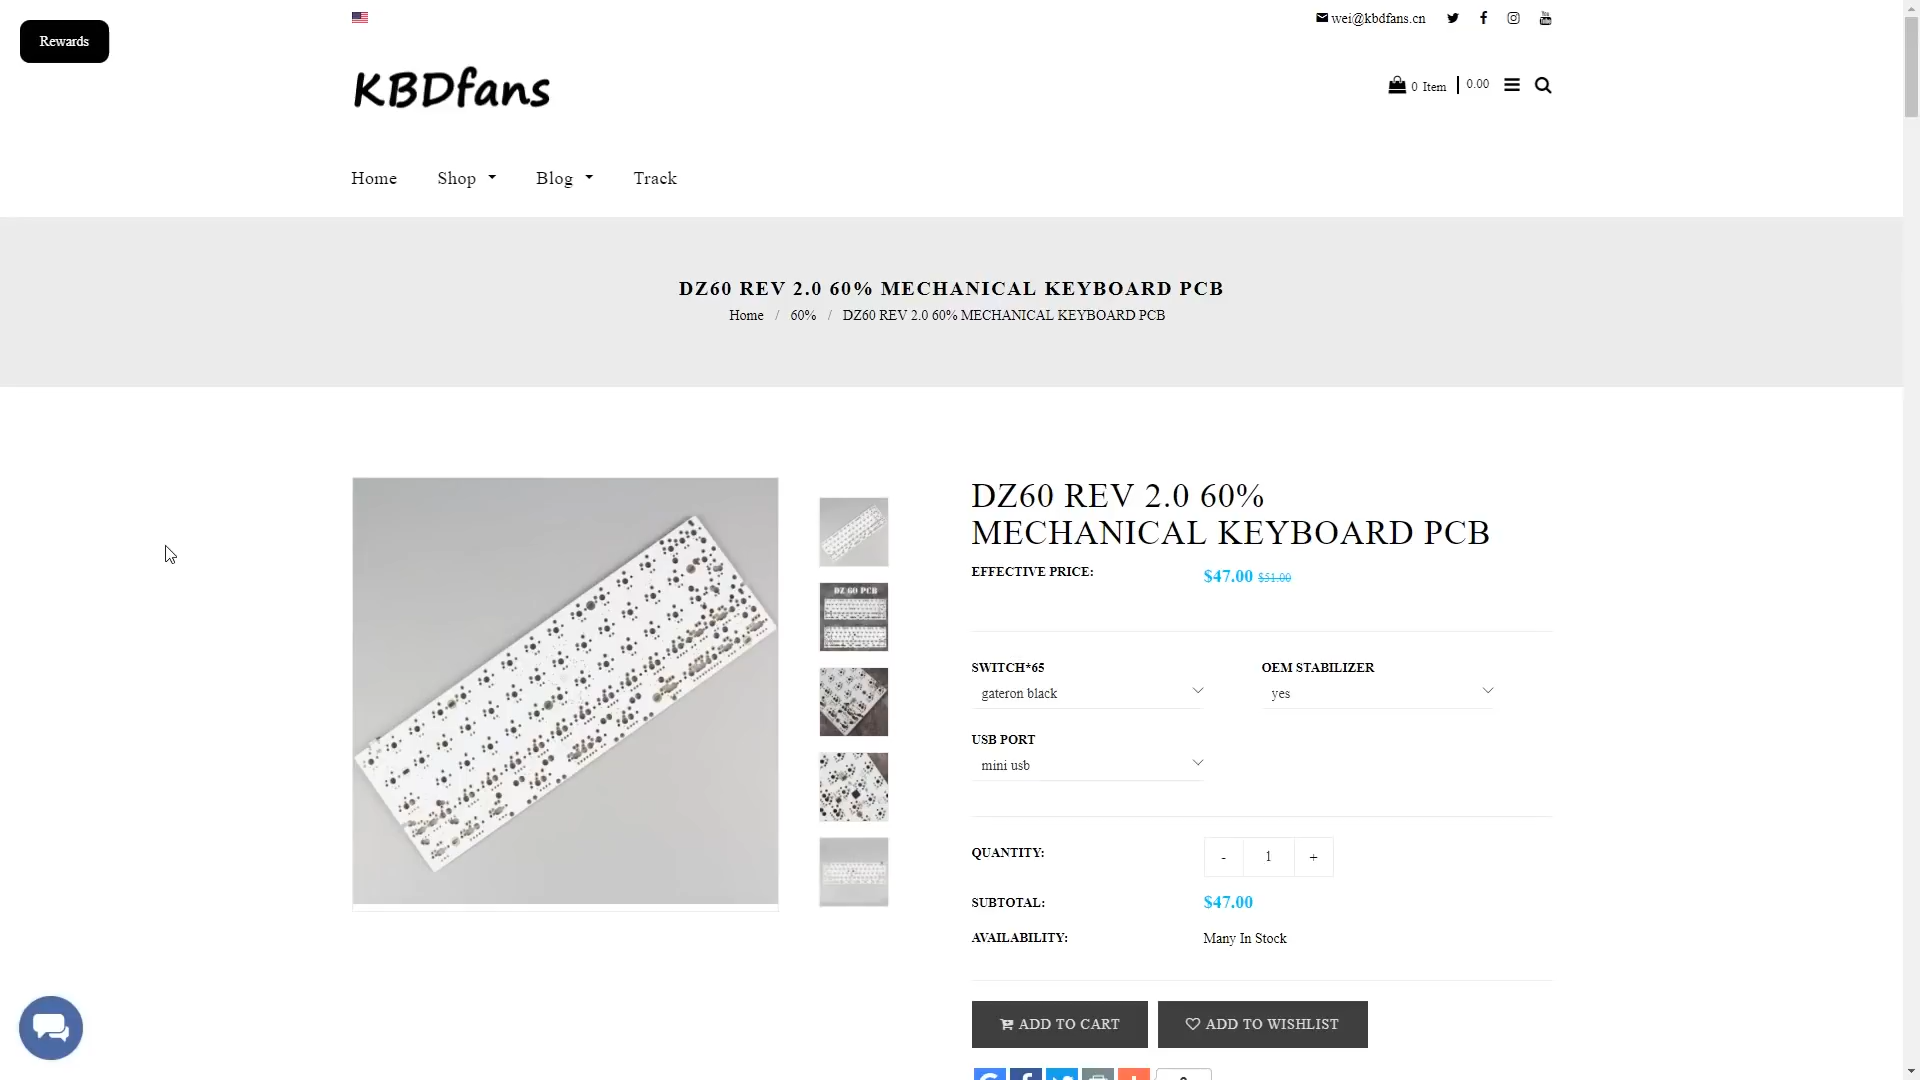 Rewards
wei@kbdfans.cn
KBDfans
0 Item
0.00
Home
Shop
Blog
Track
DZ60 REV 2.0 60% MECHANICAL KEYBOARD PCB
Home / 60% / DZ60 REV 2.0 60% MECHANICAL KEYBOARD PCB
DZ 60 PCB
DZ60 REV 2.0 60%
MECHANICAL KEYBOARD PCB
EFFECTIVE PRICE: $47.00 $51.00
SWITCH*65
gateron black
OEM STABILIZER
yes
USB PORT
mini usb
QUANTITY: - 1 +
SUBTOTAL: $47.00
AVAILABILITY: Many In Stock
ADD TO CART
ADD TO WISHLIST